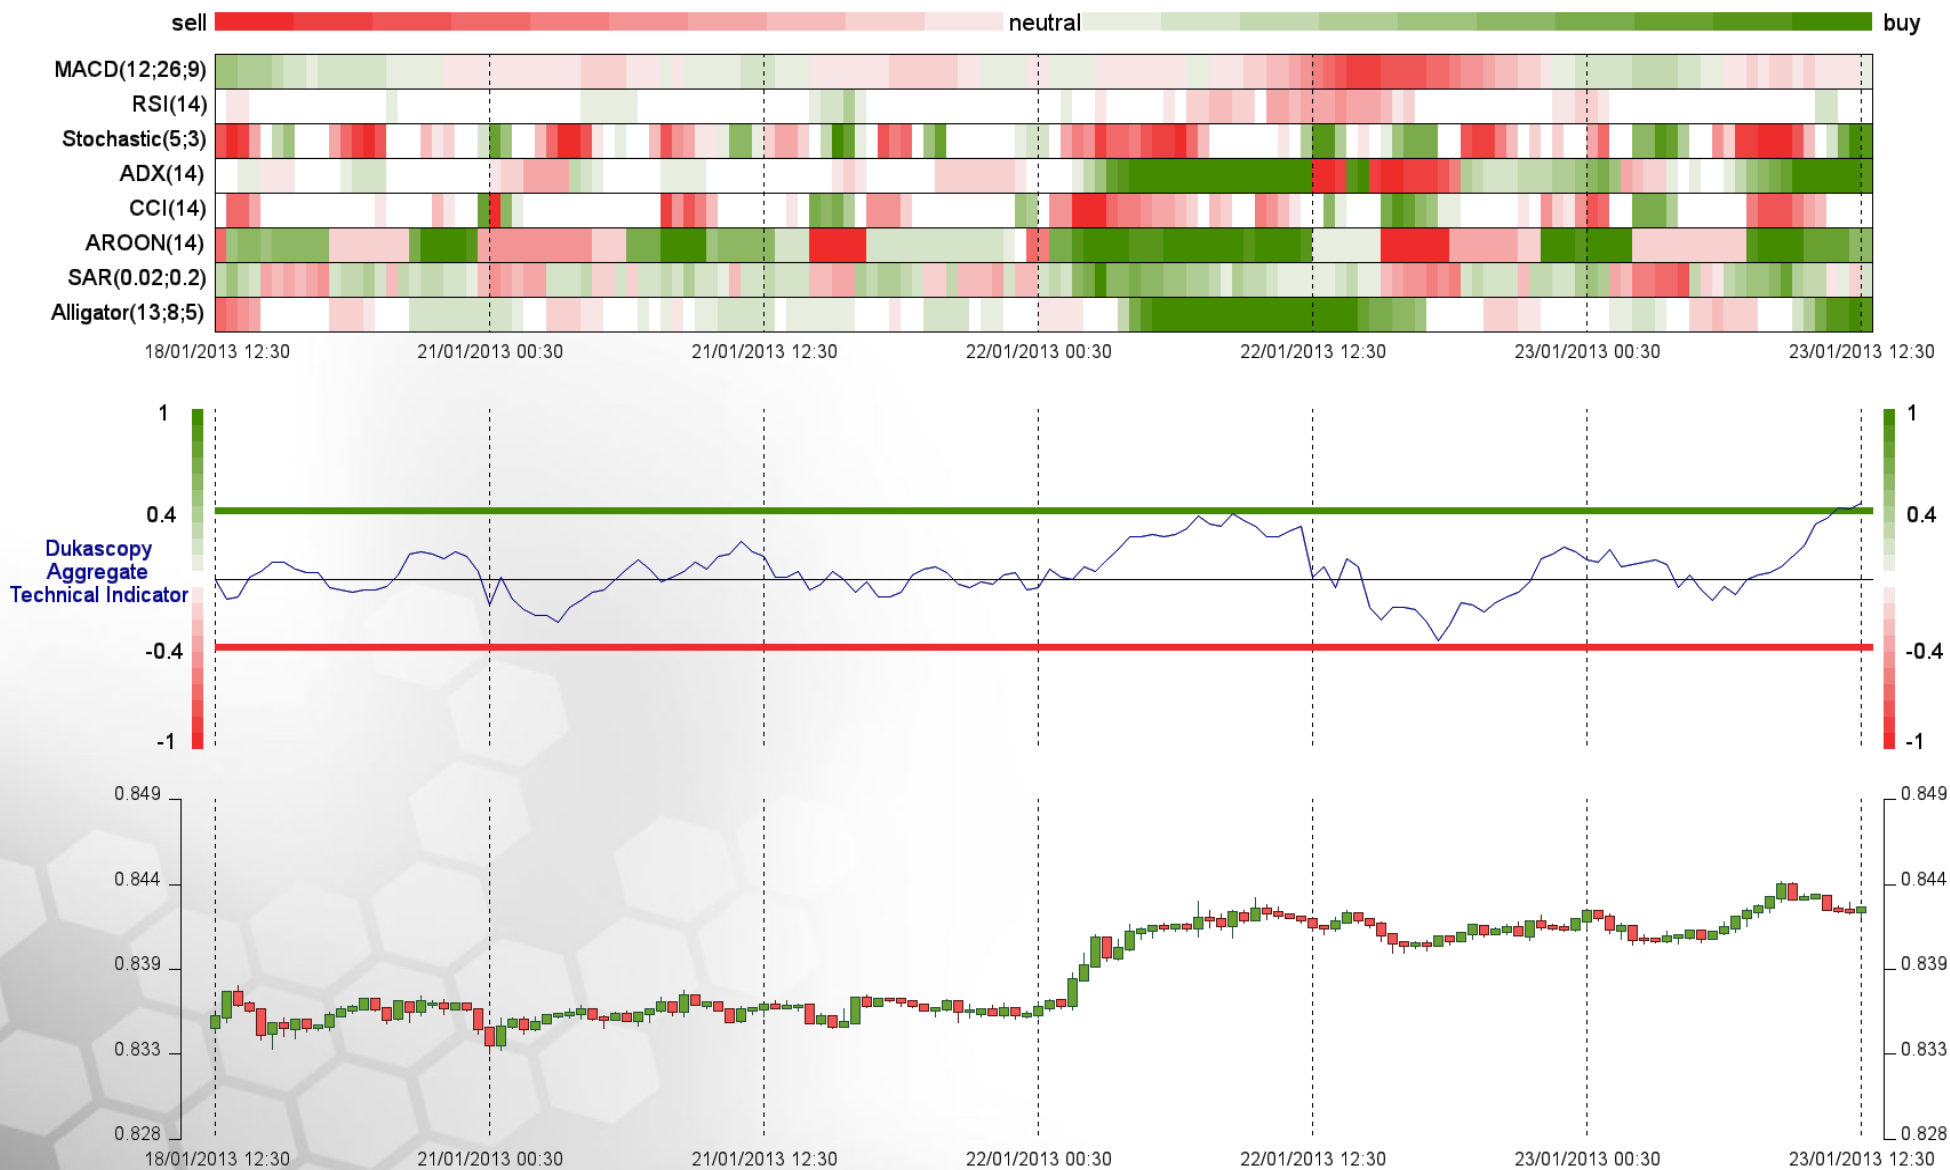 sell neutral buy
MACD(12;26;9)
RSI(14)
Stochastic(5;3)
ADX(14)
CCI(14)
AROON(14)
SAR(0.02;0.2)
Alligator(13;8;5)
18/01/2013 12:30 21/01/2013 00:30 21/01/2013 12:30 22/01/2013 00:30 22/01/2013 12:30 23/01/2013 00:30 23/01/2013 12:30
1 1
0.4 0.4
Dukascopy
Aggregate
Technical Indicator
-0.4 -0.4
-1 -1
0.849 0.849
0.844 0.844
0.839 0.839
0.833 0.833
0.828 0.828
18/01/2013 12:30 21/01/2013 00:30 21/01/2013 12:30 22/01/2013 00:30 22/01/2013 12:30 23/01/2013 00:30 23/01/2013 12:30